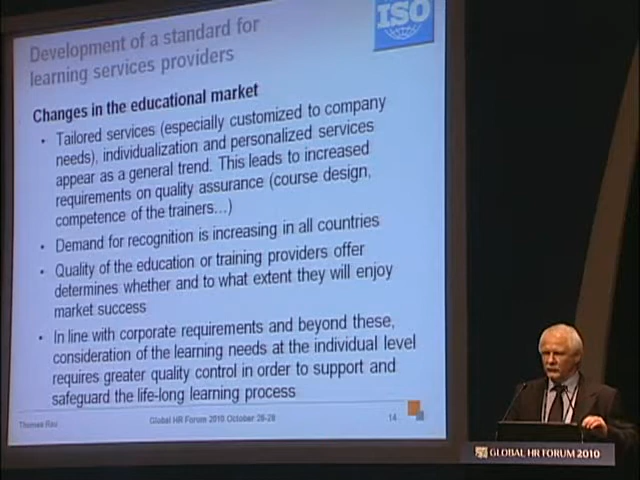 Development of a standard for
learning services providers
ISO
Changes in the educational market
• Tailored services (especially customized to company
needs), individualization and personalized services
appear as a general trend. This leads to increased
requirements on quality assurance (course design,
competence of the trainers...)
• Demand for recognition is increasing in all countries
• Quality of the education or training providers offer
determines whether and to what extent they will enjoy
market success
• In line with corporate requirements and beyond these,
consideration of the learning needs at the individual level
requires greater quality control in order to support and
safeguard the life-long learning process
Thomas Rau
Global HR Forum 2010 October 26-28
14
GLOBAL HR FORUM 2010